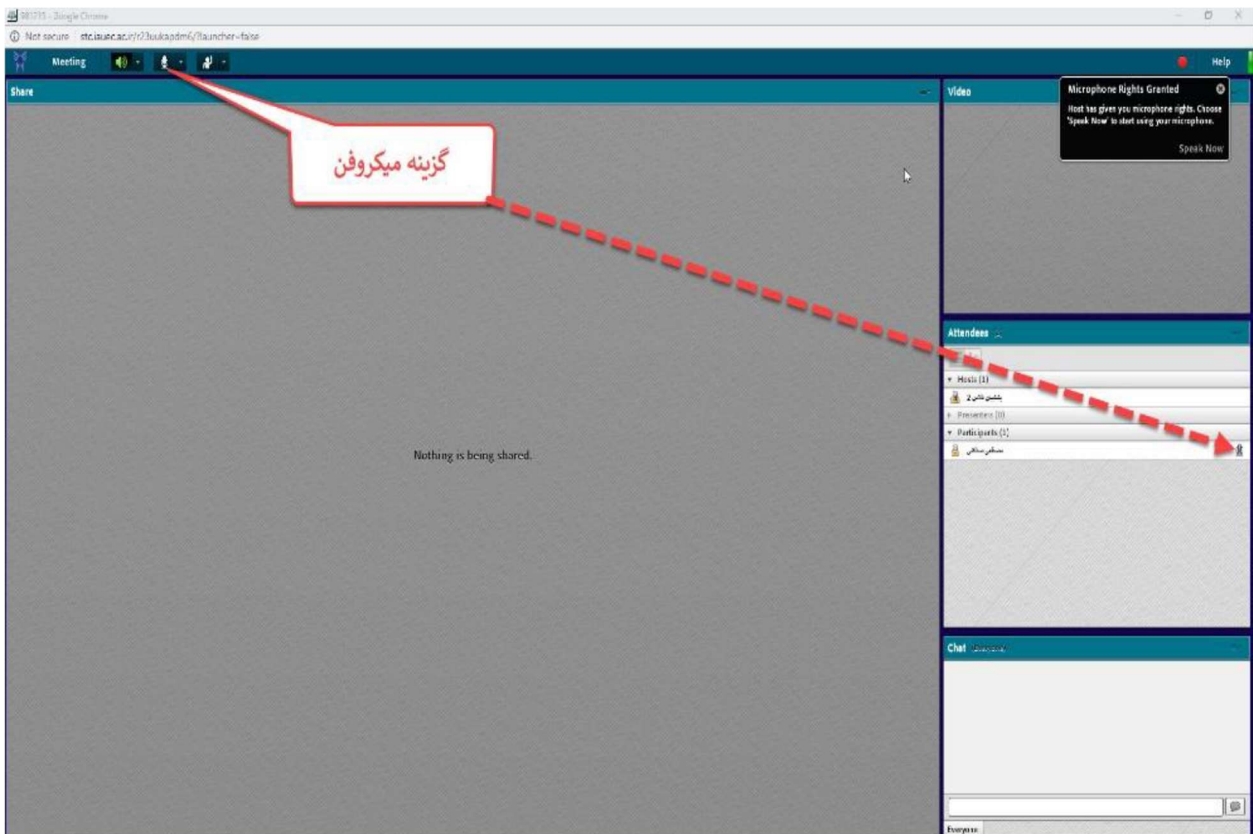 Not secure
Meeting
Help
Share
Video
Microphone Rights Granted
Host has given you microphone rights. Choose
'Speak Now' to start using your microphone.
Speak Now
گزینه میکروفن
Nothing is being shared.
Attendees
Hosts (1)
Presenters (0)
Participants (1)
Chat (Everyone)
Everyone